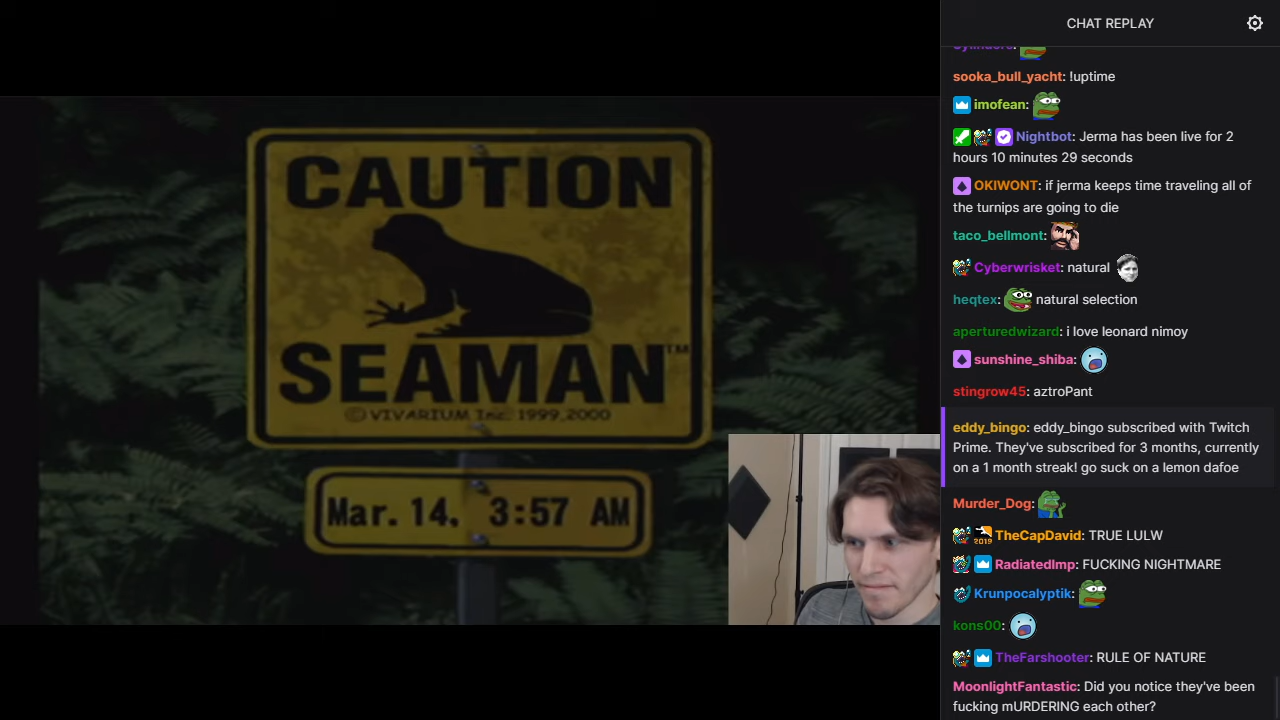 CAUTION
SEAMAN™
© VIVARIUM Inc. 1999,2000
Mar. 14. 3:57 AM
CHAT REPLAY
Cylinders:
sooka_bull_yacht: !uptime
imofean:
Nightbot: Jerma has been live for 2
hours 10 minutes 29 seconds
OKIWONT: if jerma keeps time traveling all of
the turnips are going to die
taco_bellmont:
Cyberwrisket: natural
heqtex: natural selection
aperturedwizard: i love leonard nimoy
sunshine_shiba:
stingrow45: aztroPant
eddy_bingo: eddy_bingo subscribed with Twitch
Prime. They've subscribed for 3 months, currently
on a 1 month streak! go suck on a lemon dafoe
Murder_Dog:
2019 TheCapDavid: TRUE LULW
RadiatedImp: FUCKING NIGHTMARE
Krunpocalyptik:
kons00:
TheFarshooter: RULE OF NATURE
MoonlightFantastic: Did you notice they've been
fucking mURDERING each other?